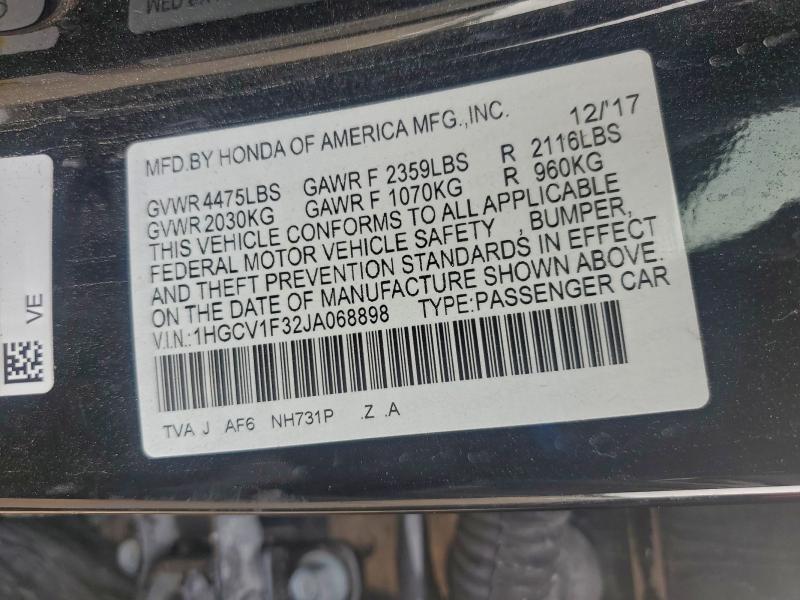 MFD.BY HONDA OF AMERICA MFG.,INC. 12/'17
GVWR 4475LBS GAWR F 2359LBS R 2116LBS
GVWR 2030KG GAWR F 1070KG R 960KG
THIS VEHICLE CONFORMS TO ALL APPLICABLE
FEDERAL MOTOR VEHICLE SAFETY , BUMPER,
AND THEFT PREVENTION STANDARDS IN EFFECT
ON THE DATE OF MANUFACTURE SHOWN ABOVE.
V.I.N.:1HGCV1F32JA068898 TYPE:PASSENGER CAR
TVA J AF6 NH731P .Z .A
VE